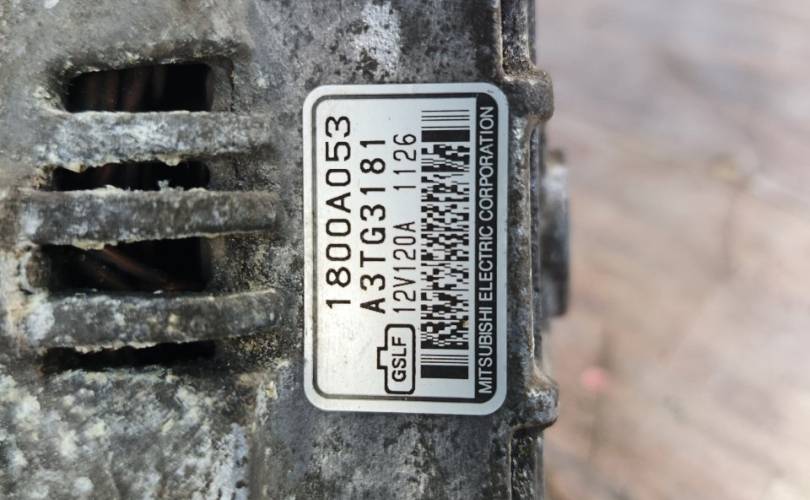 1800A053
A3TG3181
12V120A 1126
GSLF
MITSUBISHI ELECTRIC CORPORATION